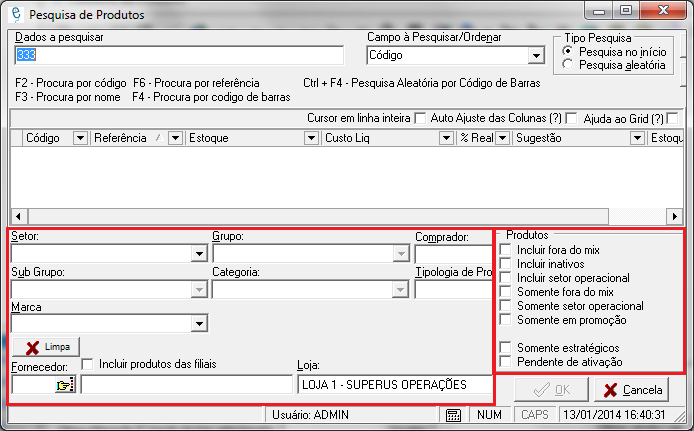 Pesquisa de Produtos
Dados a pesquisar
Campo à Pesquisar/Ordenar
Tipo Pesquisa
333
Código
Pesquisa no início
Pesquisa aleatória
F2 - Procura por código F6 - Procura por referência Ctrl + F4 - Pesquisa Aleatória por Código de Barras
F3 - Procura por nome F4 - Procura por codigo de barras
Cursor em linha inteira Auto Ajuste das Colunas (?) Ajuda ao Grid (?)
Código Referência Estoque Custo Liq % Real Sugestão Estoqu
Setor: Grupo: Comprador: Produtos
Incluir fora do mix
Incluir inativos
Sub Grupo: Categoria: Tipologia de Pro Incluir setor operacional
Somente fora do mix
Marca Somente setor operacional
Somente em promoção
Limpa Somente estratégicos
Fornecedor: Incluir produtos das filiais Loja: Pendente de ativação
LOJA 1 - SUPERUS OPERAÇÕES OK Cancela
Usuário: ADMIN NUM CAPS 13/01/2014 16:40:31